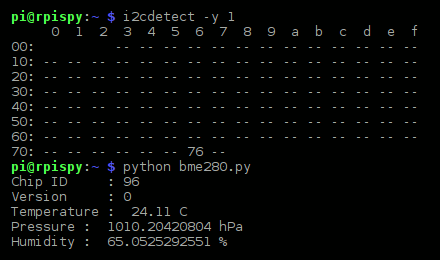 pi@rpispy:~ $ i2cdetect -y 1
     0  1  2  3  4  5  6  7  8  9  a  b  c  d  e  f
00:          -- -- -- -- -- -- -- -- -- -- -- -- --
10: -- -- -- -- -- -- -- -- -- -- -- -- -- -- -- --
20: -- -- -- -- -- -- -- -- -- -- -- -- -- -- -- --
30: -- -- -- -- -- -- -- -- -- -- -- -- -- -- -- --
40: -- -- -- -- -- -- -- -- -- -- -- -- -- -- -- --
50: -- -- -- -- -- -- -- -- -- -- -- -- -- -- -- --
60: -- -- -- -- -- -- -- -- -- -- -- -- -- -- -- --
70: -- -- -- -- -- -- 76 --
pi@rpispy:~ $ python bme280.py
Chip ID     : 96
Version     : 0
Temperature :  24.11 C
Pressure :  1010.20420804 hPa
Humidity :  65.0525292551 %